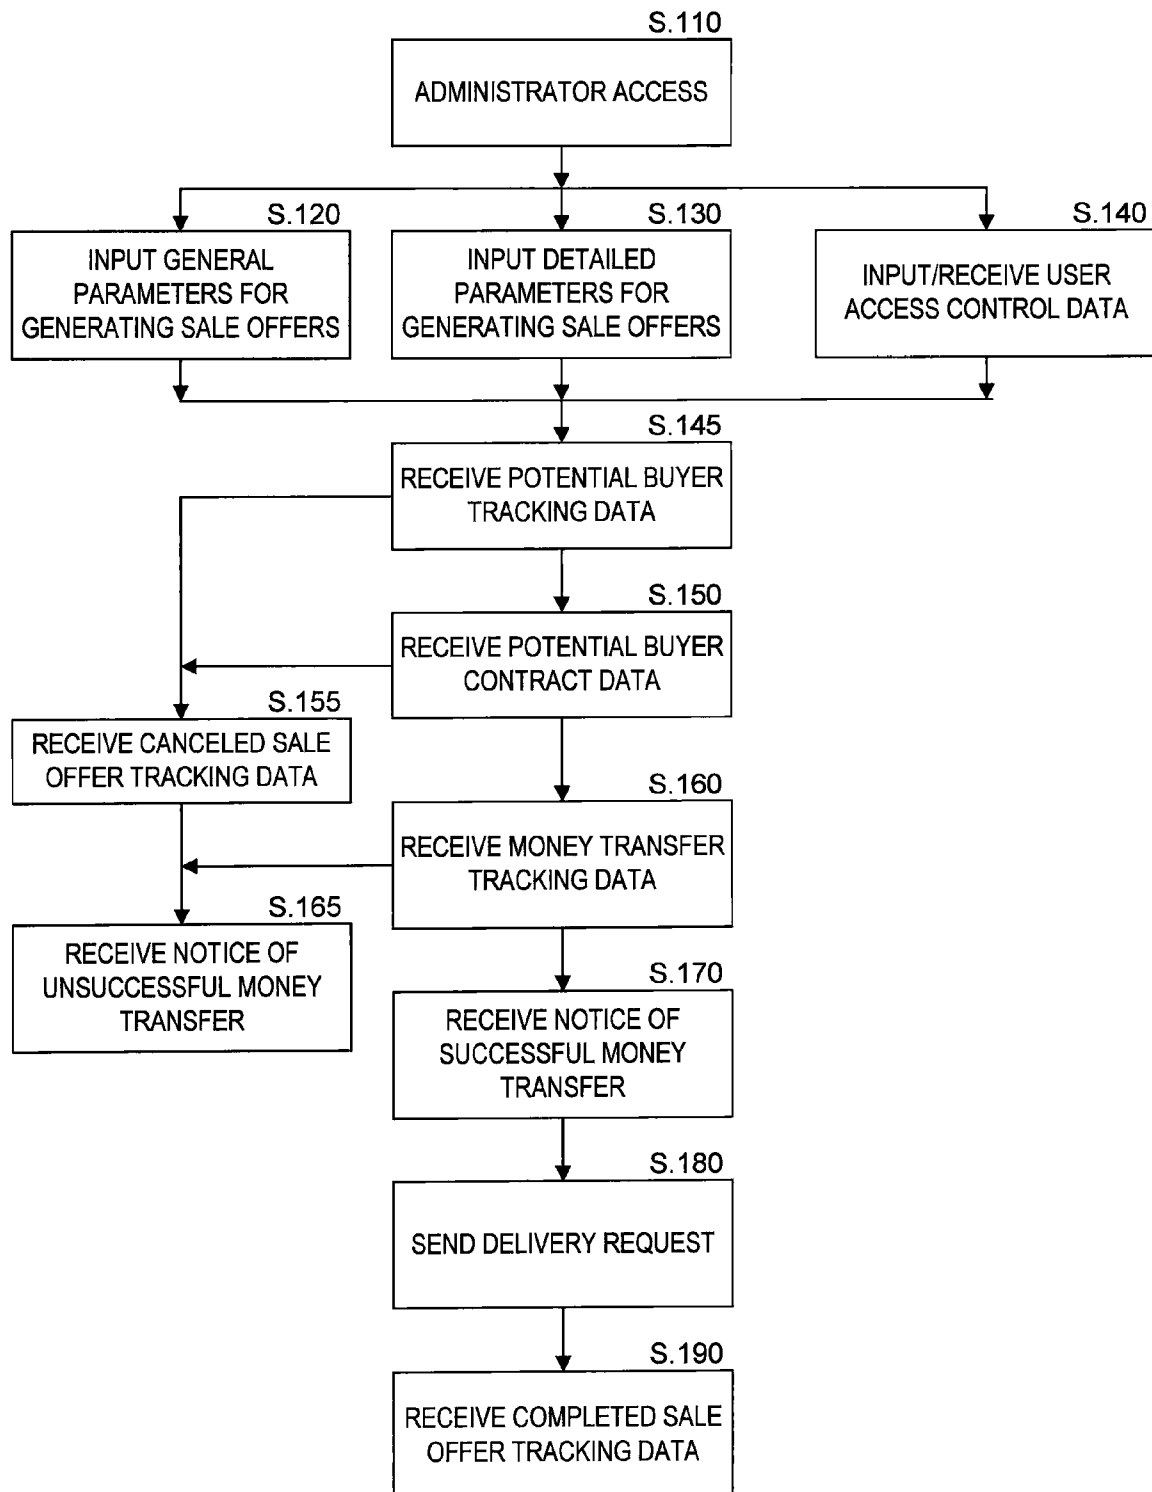 S.110
ADMINISTRATOR ACCESS
S.120
INPUT GENERAL
PARAMETERS FOR
GENERATING SALE OFFERS
S.130
INPUT DETAILED
PARAMETERS FOR
GENERATING SALE OFFERS
S.140
INPUT/RECEIVE USER
ACCESS CONTROL DATA
S.145
RECEIVE POTENTIAL BUYER
TRACKING DATA
S.150
RECEIVE POTENTIAL BUYER
CONTRACT DATA
S.155
RECEIVE CANCELED SALE
OFFER TRACKING DATA
S.160
RECEIVE MONEY TRANSFER
TRACKING DATA
S.165
RECEIVE NOTICE OF
UNSUCCESSFUL MONEY
TRANSFER
S.170
RECEIVE NOTICE OF
SUCCESSFUL MONEY
TRANSFER
S.180
SEND DELIVERY REQUEST
S.190
RECEIVE COMPLETED SALE
OFFER TRACKING DATA